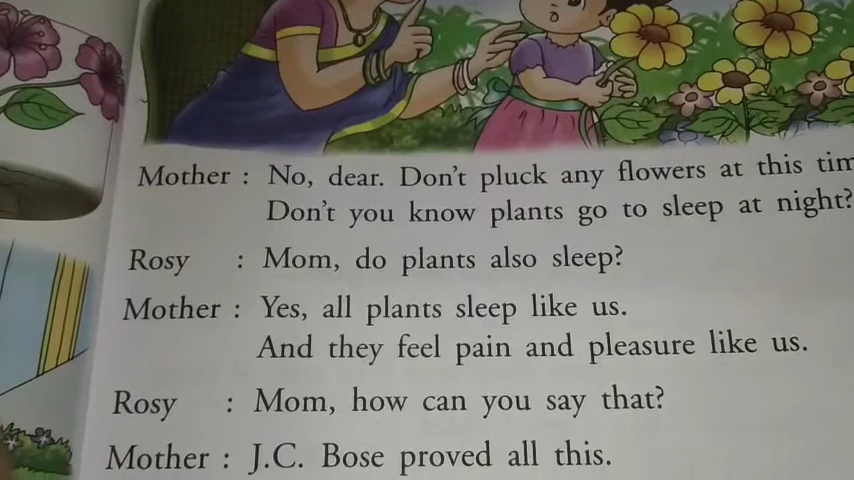 Mother : No, dear. Don't pluck any flowers at this
Don't you know plants go to sleep at night?
Rosy : Mom, do plants also sleep?
Mother : Yes, all plants sleep like us.
And they feel pain and pleasure like us.
Rosy : Mom, how can you say that?
Mother : J.C. Bose proved all this.